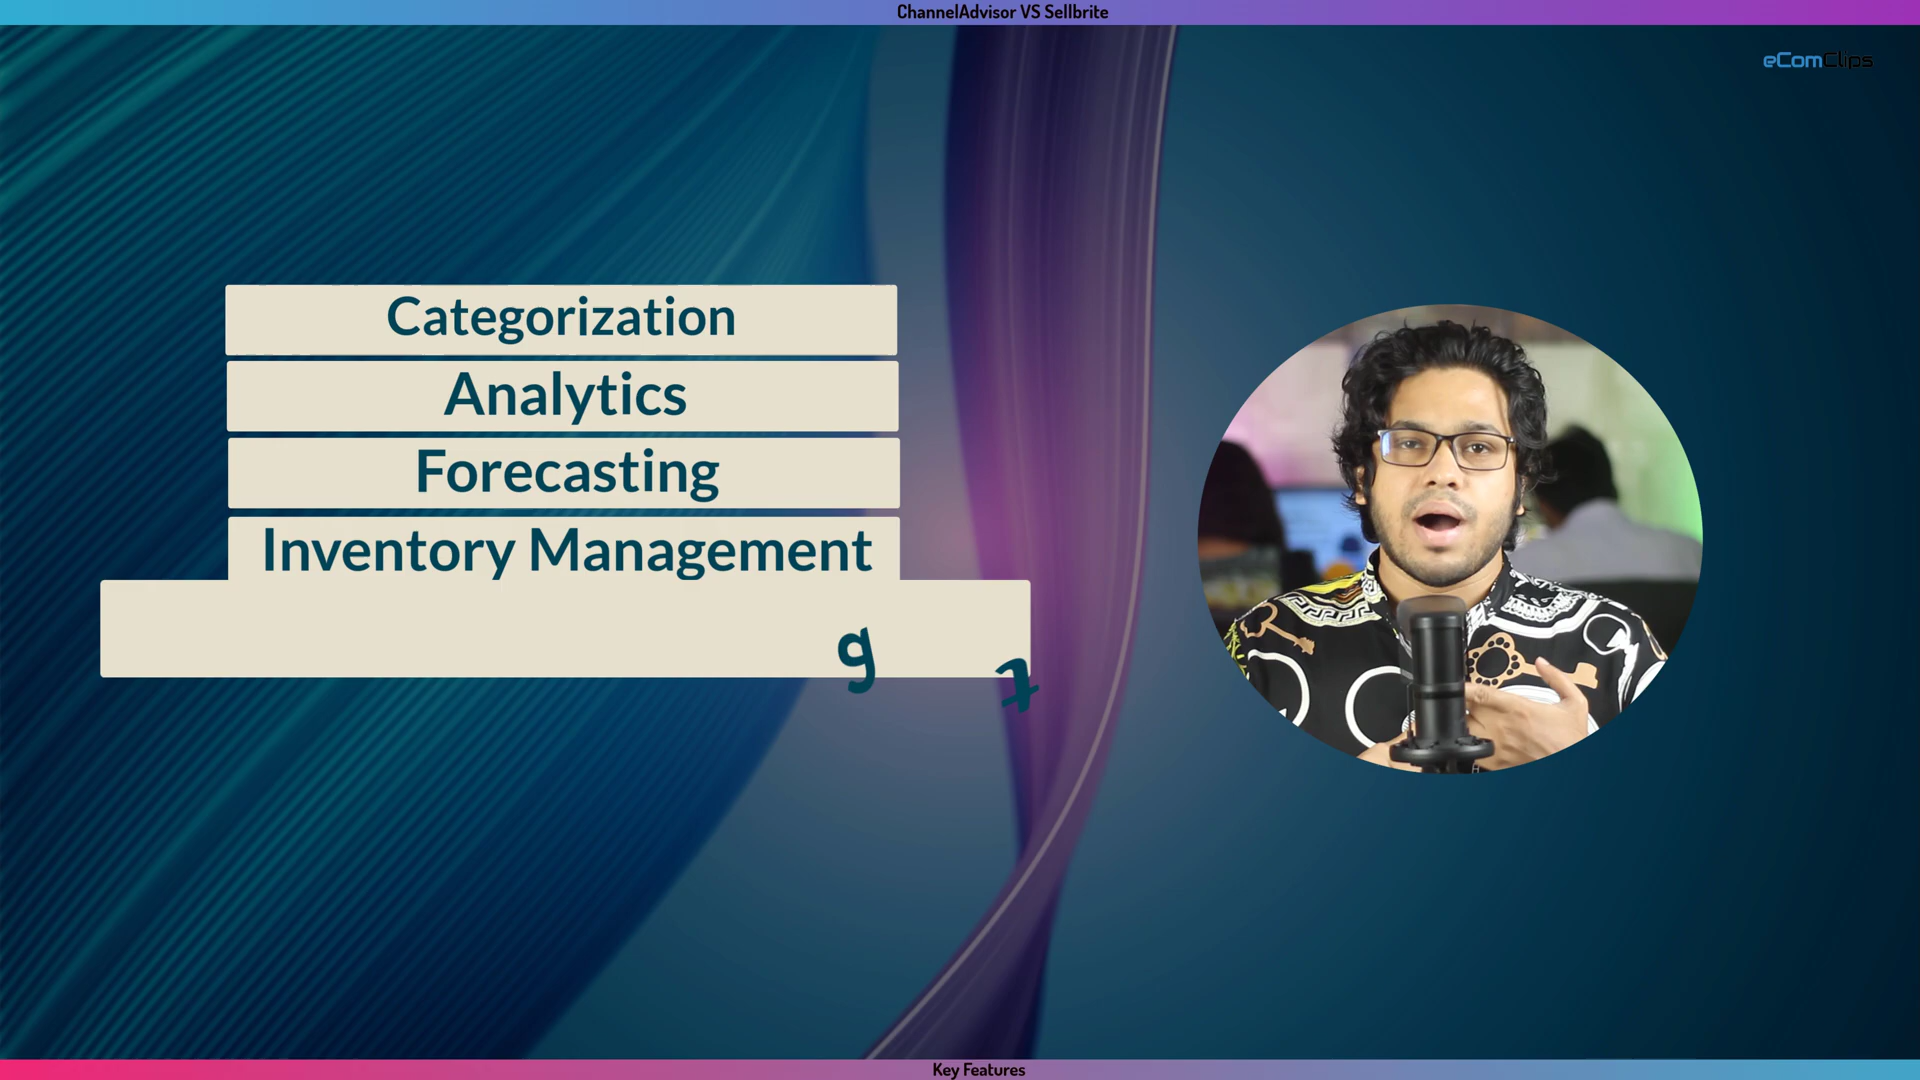 ChannelAdvisor VS Sellbrite
eComClips
Categorization
Analytics
Forecasting
Inventory Management
g
t
Key Features